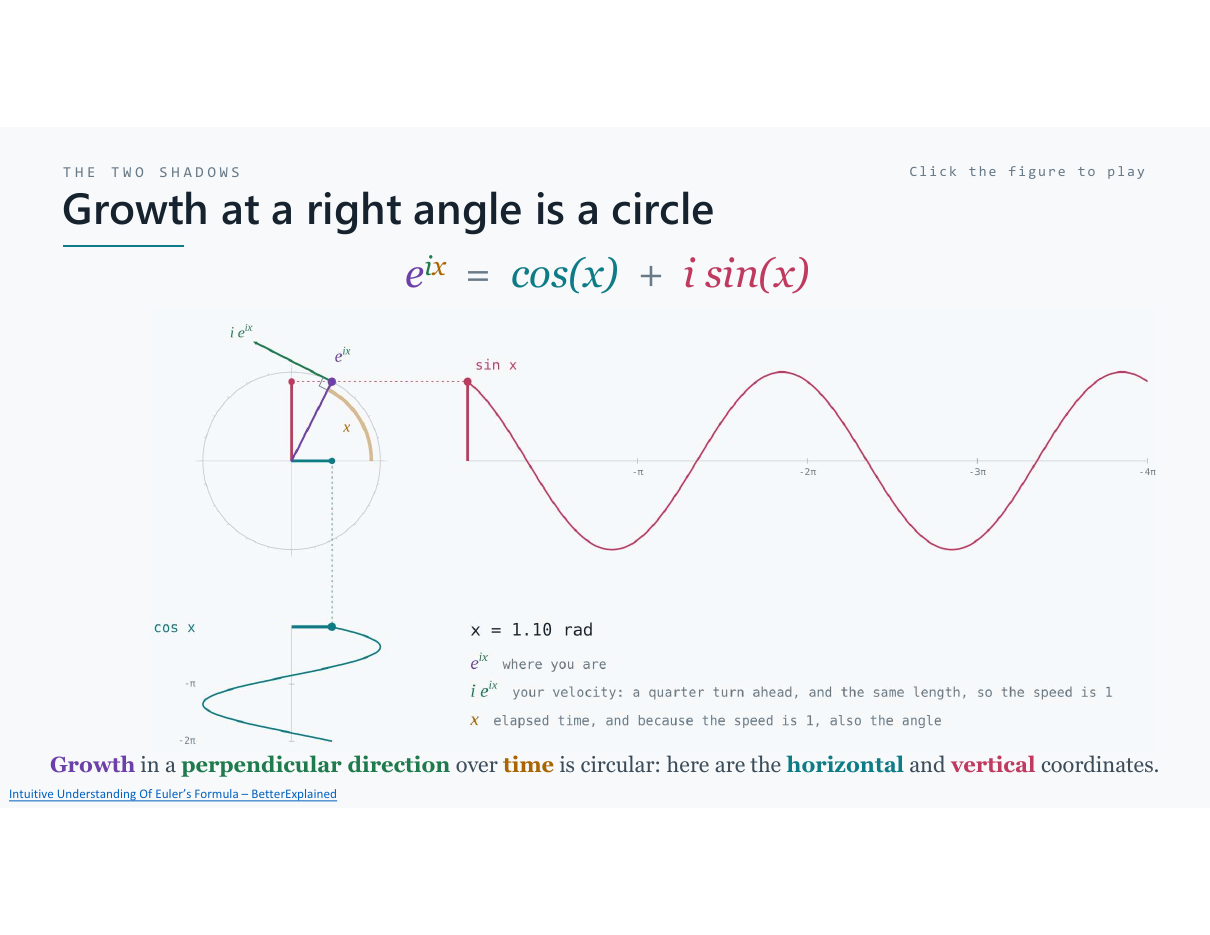 THE TWO SHADOWS
Click the figure to play
Growth at a right angle is a circle
e^ix = cos(x) + i sin(x)
i e^ix
e^ix
sin x
x
-π
-2π
-3π
-4π
cos x
-π
-2π
x = 1.10 rad
e^ix where you are
i e^ix your velocity: a quarter turn ahead, and the same length, so the speed is 1
x elapsed time, and because the speed is 1, also the angle
Growth in a perpendicular direction over time is circular: here are the horizontal and vertical coordinates.
Intuitive Understanding Of Euler’s Formula – BetterExplained